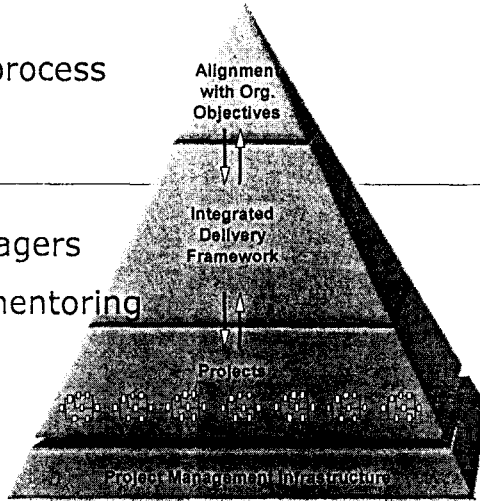 process
Alignment
with Org.
Objectives
Integrated
Delivery
Framework
agers
mentoring
Projects
Project Management Infrastructure